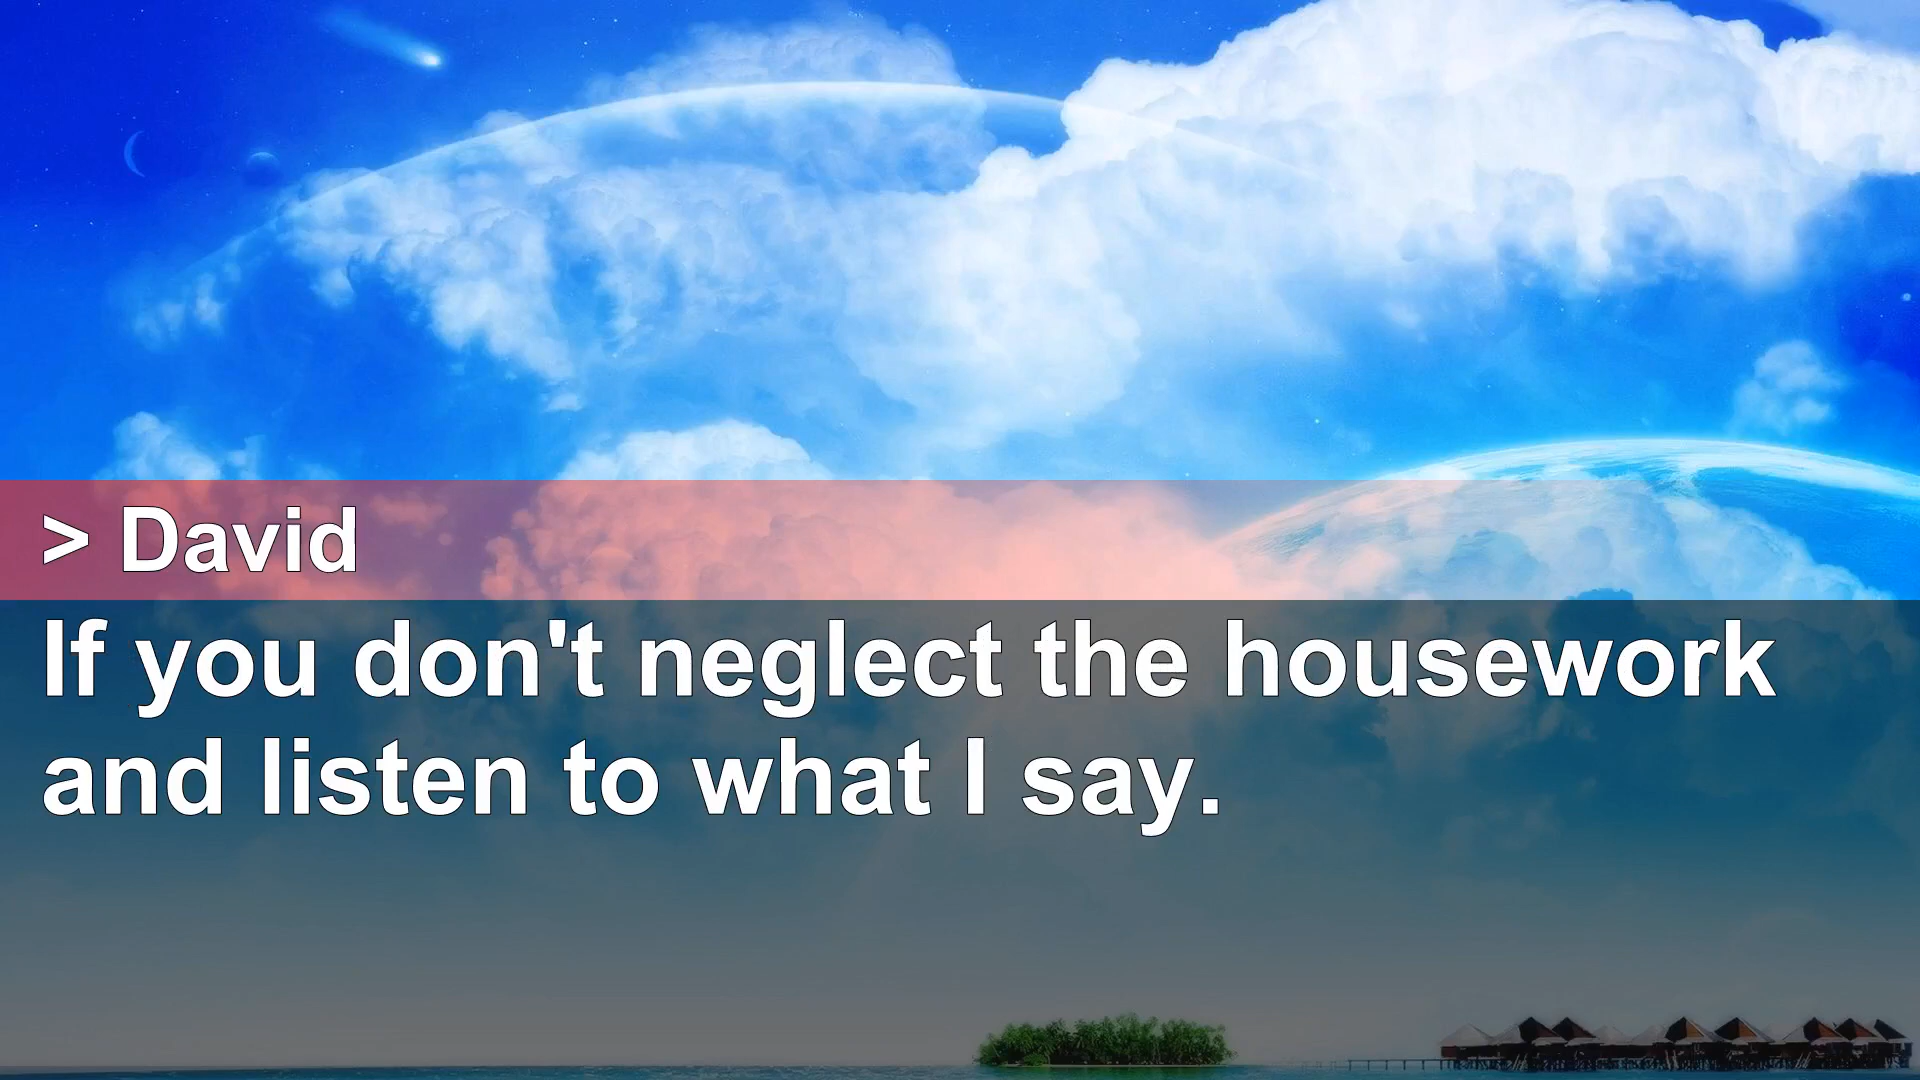 > David
If you don't neglect the housework
and listen to what I say.